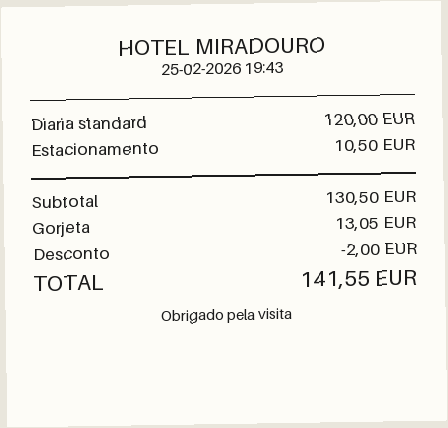 HOTEL MIRADOURO
25-02-2026 19:43
Diaria standard 120,00 EUR
Estacionamento 10,50 EUR
Subtotal 130,50 EUR
Gorjeta 13,05 EUR
Desconto -2,00 EUR
TOTAL 141,55 EUR
Obrigado pela visita